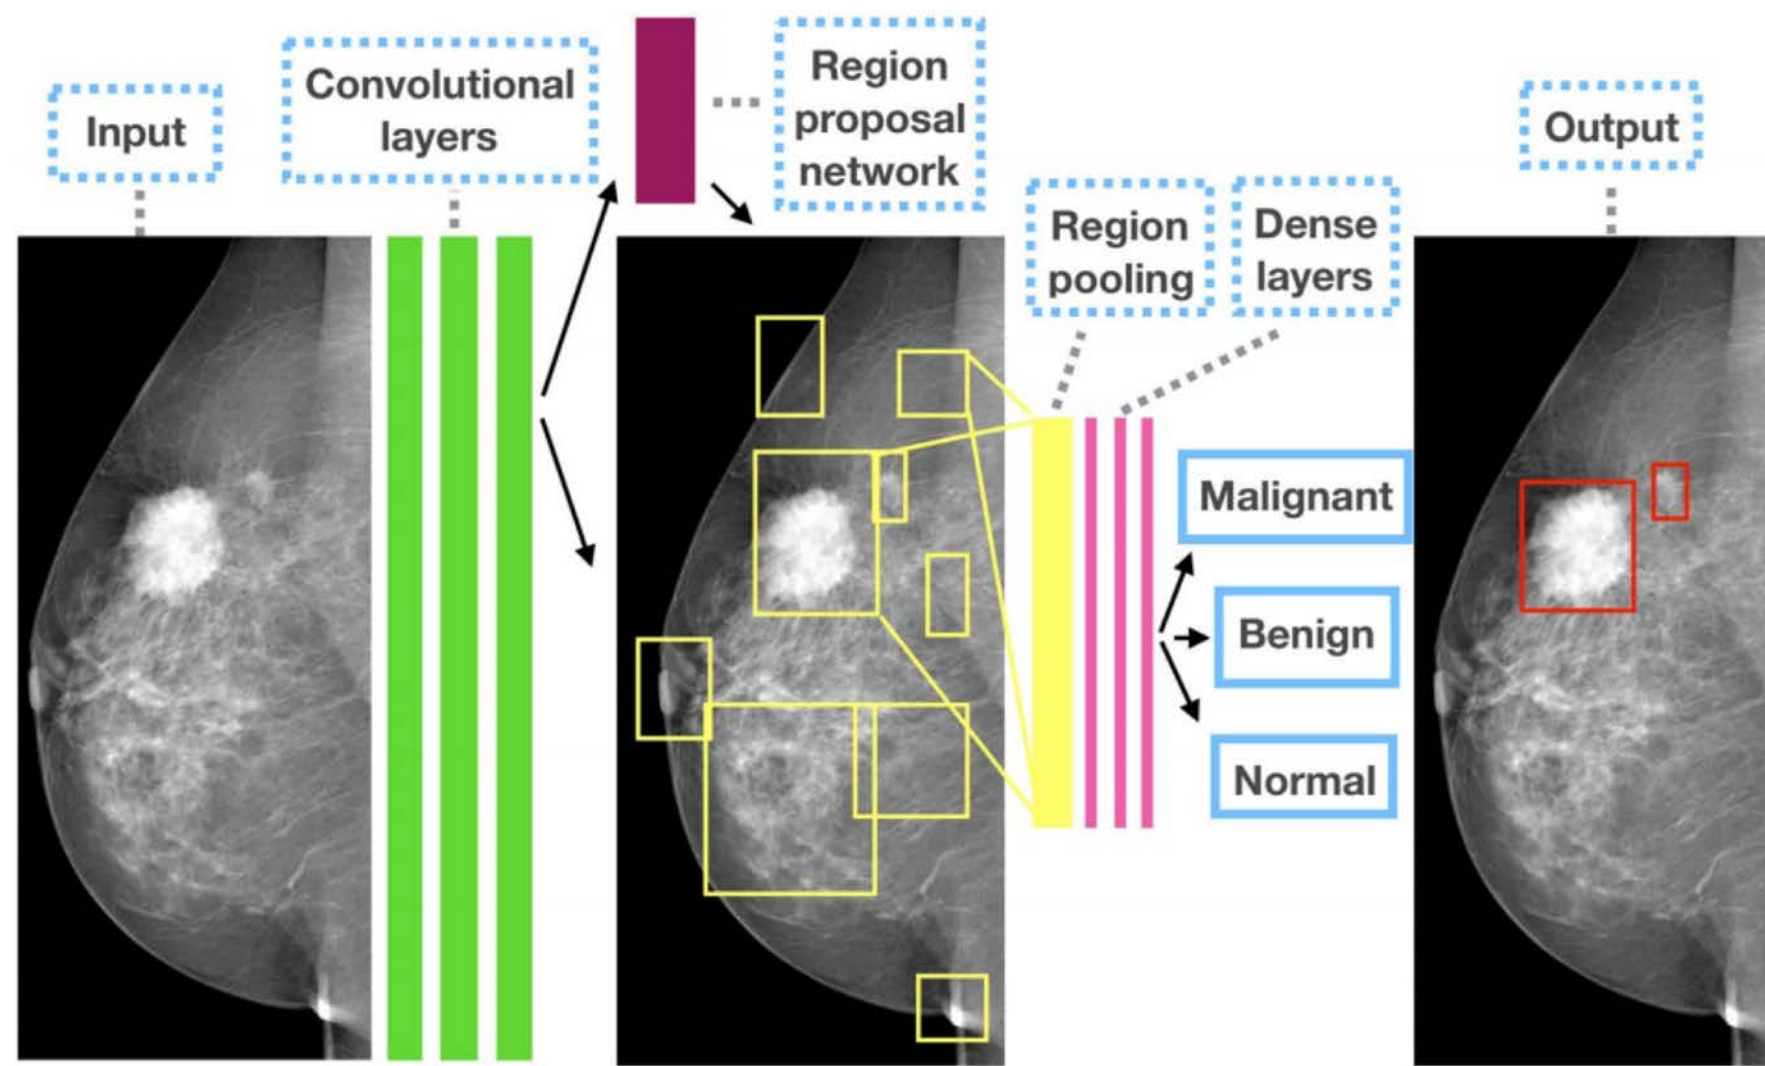 Input
Convolutional
layers
Region
proposal
network
Region
pooling
Dense
layers
Malignant
Benign
Normal
Output